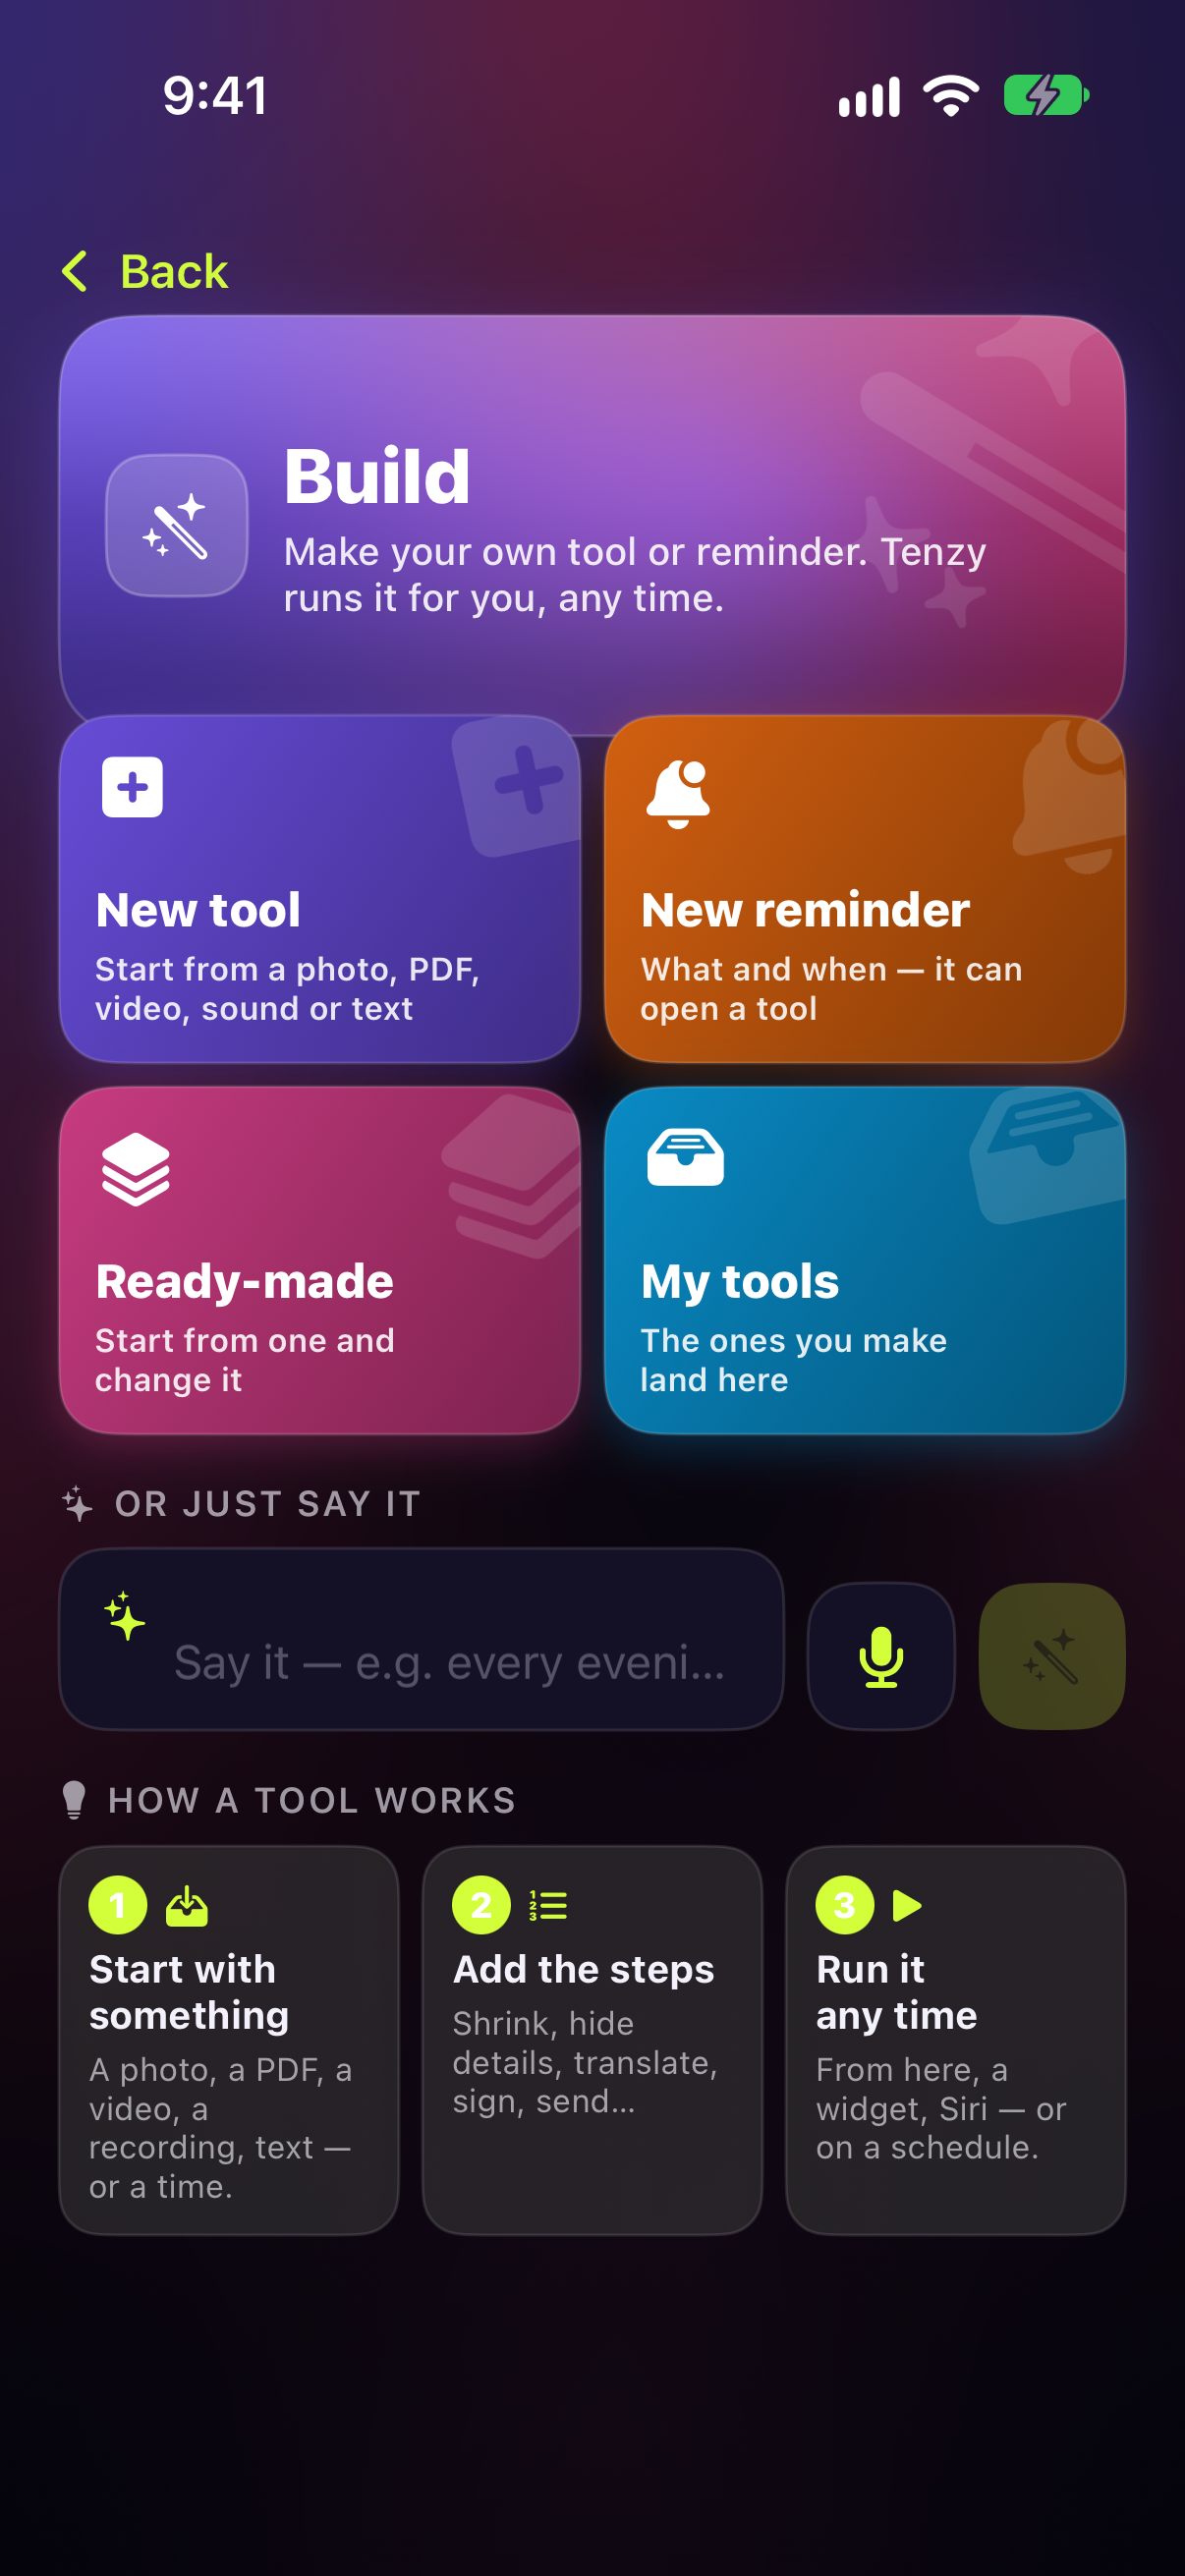 9:41
Back
Build
Make your own tool or reminder. Tenzy
runs it for you, any time.
New tool
Start from a photo, PDF,
video, sound or text
New reminder
What and when — it can
open a tool
Ready-made
Start from one and
change it
My tools
The ones you make
land here
OR JUST SAY IT
Say it — e.g. every eveni...
HOW A TOOL WORKS
1
Start with
something
A photo, a PDF, a
video, a
recording, text —
or a time.
2
Add the steps
Shrink, hide
details, translate,
sign, send...
3
Run it
any time
From here, a
widget, Siri — or
on a schedule.